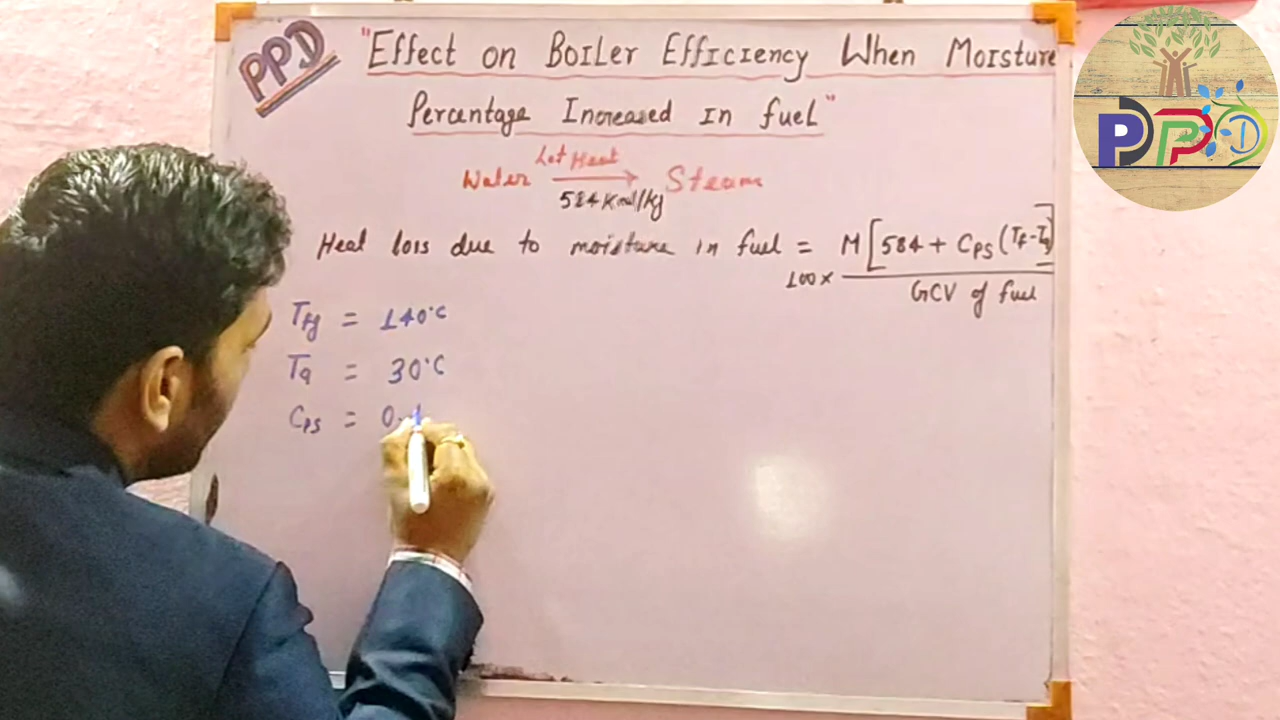 PPD
"Effect on Boiler Efficiency When Moisture
Percentage Increased In fuel"
Water Lat Heat → Steam
584 Kcal/kg
Heat loss due to moisture in fuel = M[584 + CPS (Tf - Ta)]
100 × GCV of fuel
Tfg = 140°C
Ta = 30°C
CPS = 0.
PPD